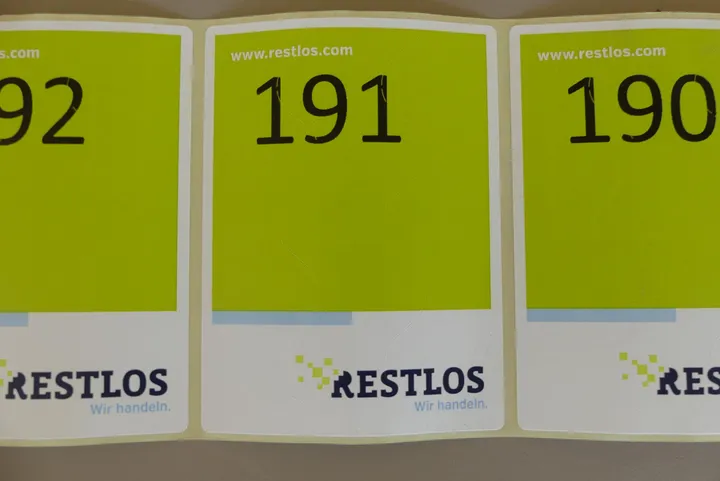 s.com
92
RESTLOS
Wir handeln.
www.restlos.com
191
RESTLOS
Wir handeln.
www.restlos.com
190
RES